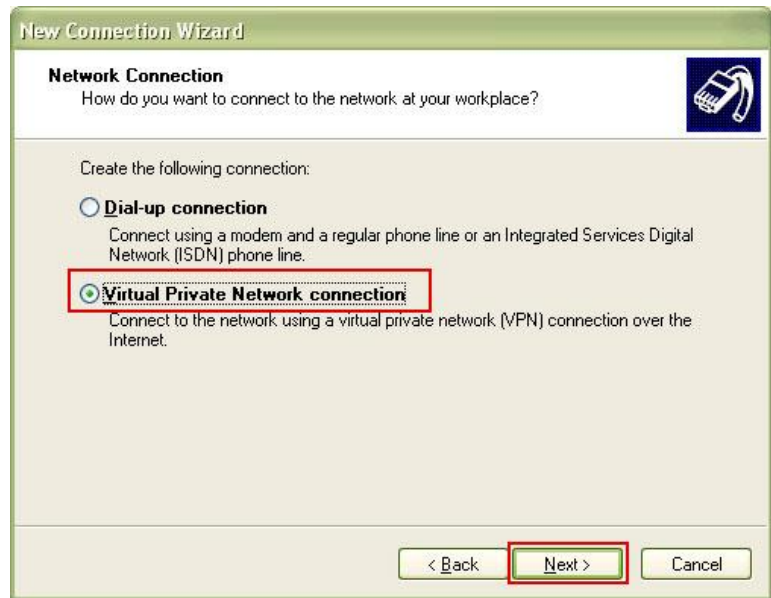 New Connection Wizard
Network Connection
How do you want to connect to the network at your workplace?
Create the following connection:
Dial-up connection
Connect using a modem and a regular phone line or an Integrated Services Digital
Network (ISDN) phone line.
Virtual Private Network connection
Connect to the network using a virtual private network (VPN) connection over the
Internet.
< Back
Next >
Cancel